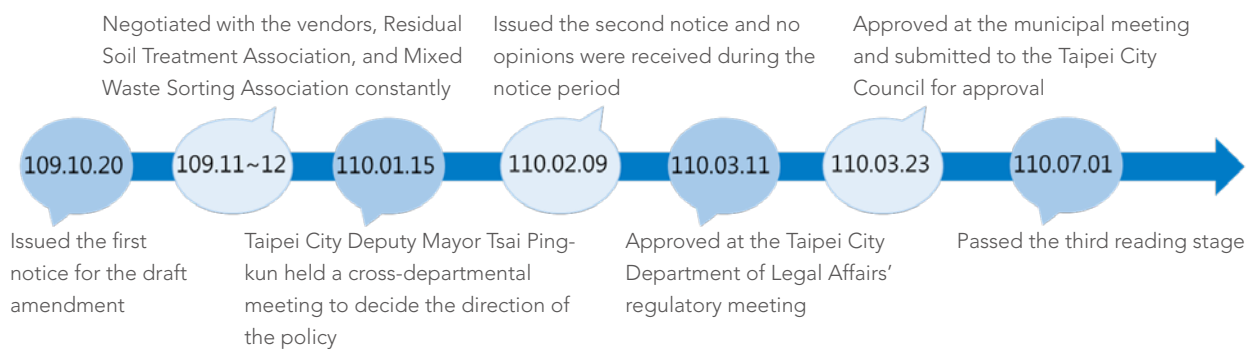 Negotiated with the vendors, Residual
Soil Treatment Association, and Mixed
Waste Sorting Association constantly
Issued the second notice and no
opinions were received during the
notice period
Approved at the municipal meeting
and submitted to the Taipei City
Council for approval
109.10.20
109.11~12
110.01.15
110.02.09
110.03.11
110.03.23
110.07.01
Issued the first
notice for the draft
amendment
Taipei City Deputy Mayor Tsai Ping-
kun held a cross-departmental
meeting to decide the direction of
the policy
Approved at the Taipei City
Department of Legal Affairs’
regulatory meeting
Passed the third reading stage